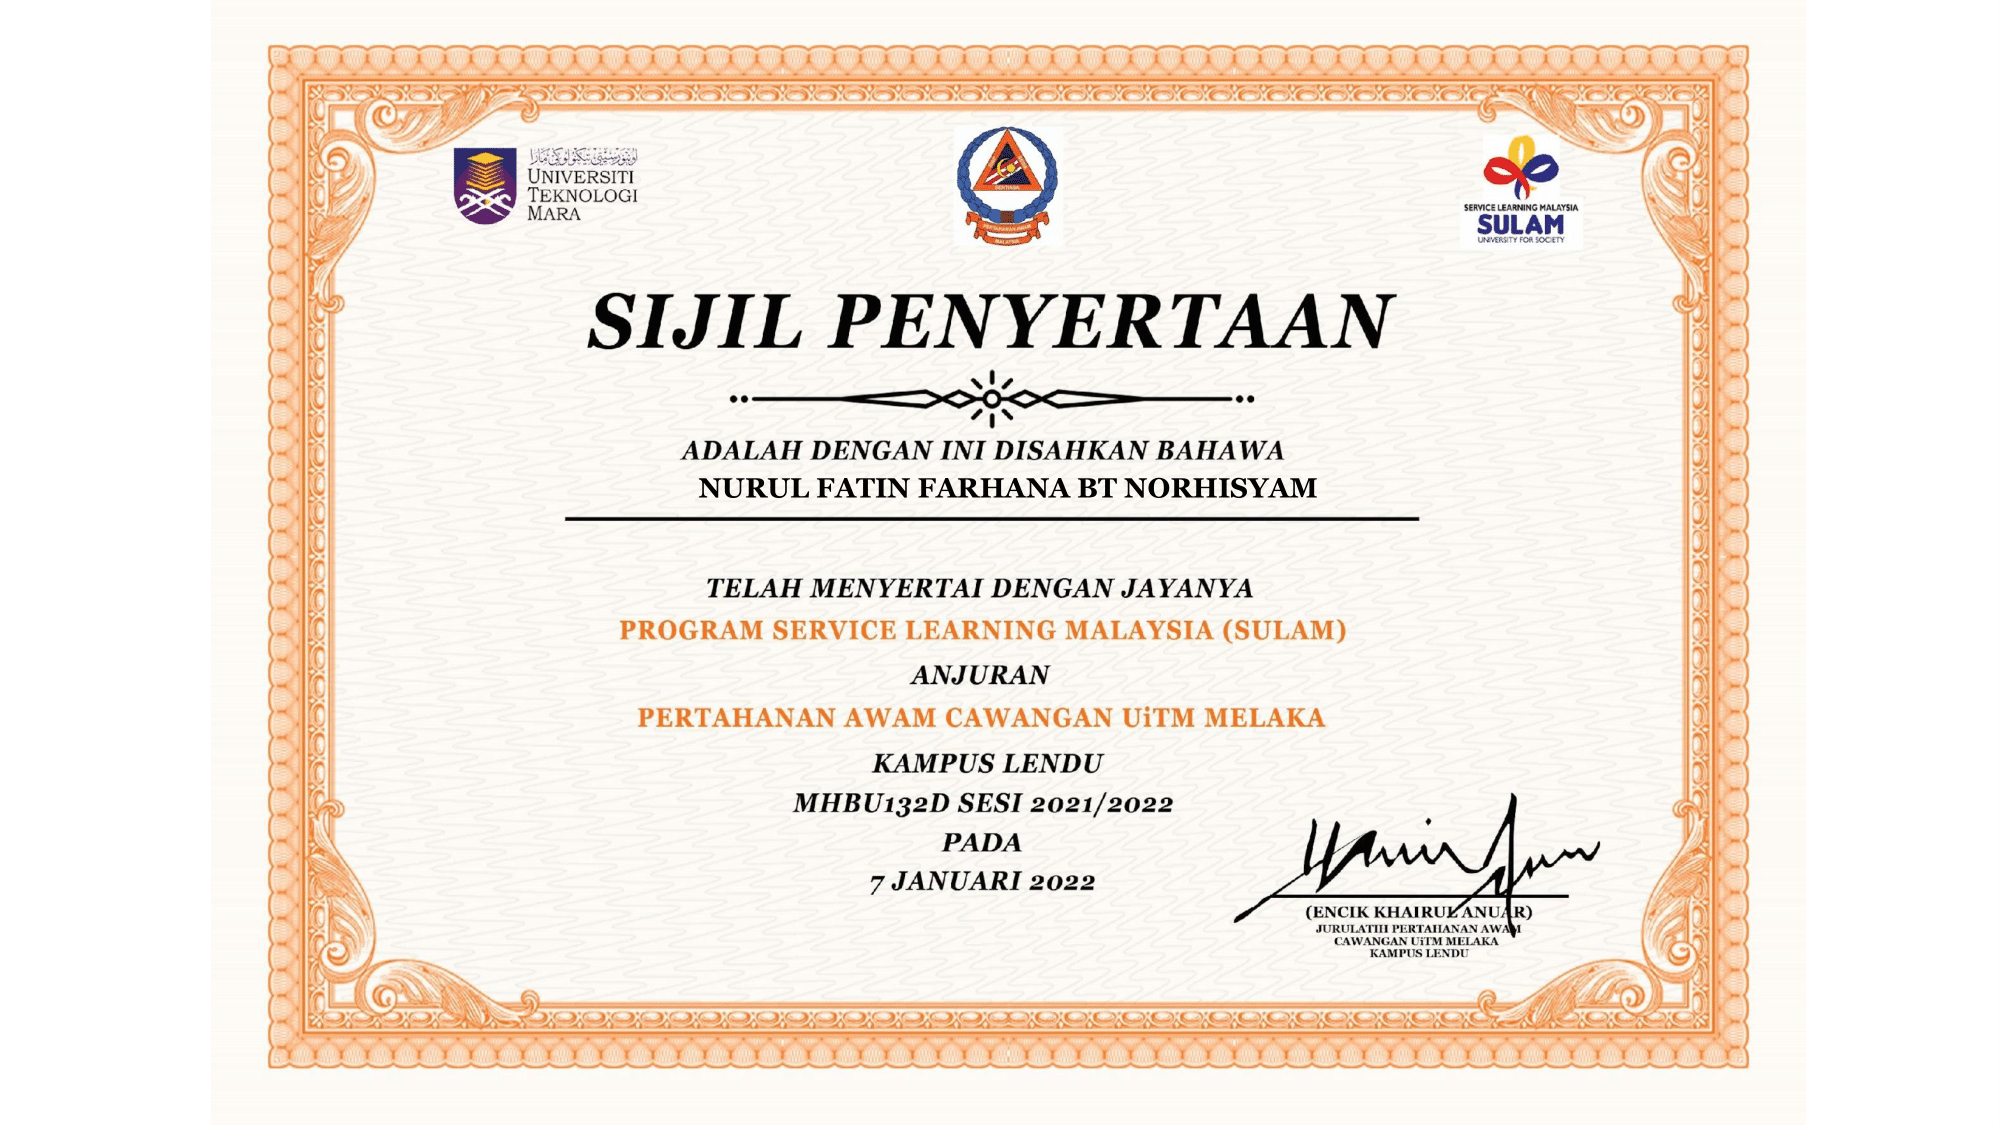 اونيۏرسيتي تيكنولوڬي مارا
UNIVERSITI
TEKNOLOGI
MARA
PERTAHANAN AWAM
MALAYSIA
SERVICE LEARNING MALAYSIA
SULAM
UNIVERSITY FOR SOCIETY
SIJIL PENYERTAAN
ADALAH DENGAN INI DISAHKAN BAHAWA
NURUL FATIN FARHANA BT NORHISYAM
TELAH MENYERTAI DENGAN JAYANYA
PROGRAM SERVICE LEARNING MALAYSIA (SULAM)
ANJURAN
PERTAHANAN AWAM CAWANGAN UiTM MELAKA
KAMPUS LENDU
MHBU132D SESI 2021/2022
PADA
7 JANUARI 2022
(ENCIK KHAIRUL ANUAR)
JURULATIH PERTAHANAN AWAM
CAWANGAN UiTM MELAKA
KAMPUS LENDU